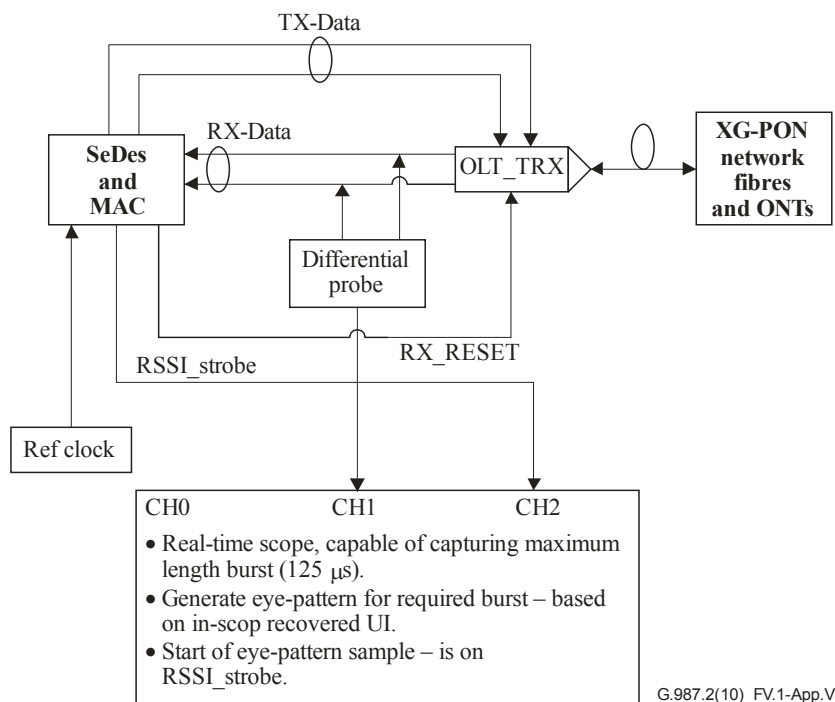 TX-Data
RX-Data
SeDes
and
MAC
OLT_TRX
XG-PON
network
fibres
and ONTs
Differential
probe
RX_RESET
RSSI_strobe
Ref clock
CH0 CH1 CH2
• Real-time scope, capable of capturing maximum
length burst (125 μs).
• Generate eye-pattern for required burst – based
on in-scop recovered UI.
• Start of eye-pattern sample – is on
RSSI_strobe.
G.987.2(10)_FV.1-App.V